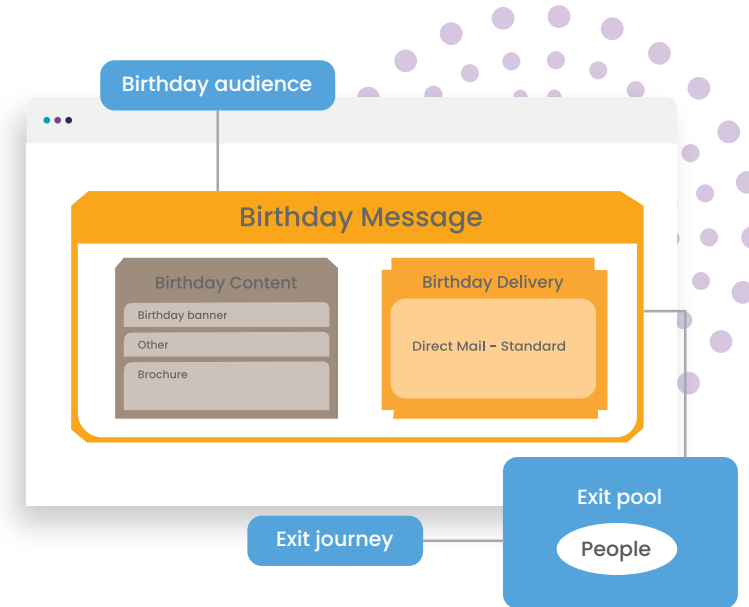 Birthday audience
Birthday Message
Birthday Content
Birthday banner
Other
Brochure
Birthday Delivery
Direct Mail - Standard
Exit pool
People
Exit journey